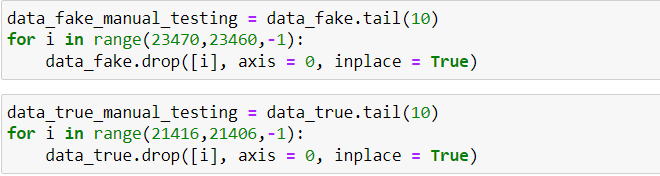 data_fake_manual_testing = data_fake.tail(10)
for i in range(23470,23460,-1):
    data_fake.drop([i], axis = 0, inplace = True)
data_true_manual_testing = data_true.tail(10)
for i in range(21416,21406,-1):
    data_true.drop([i], axis = 0, inplace = True)